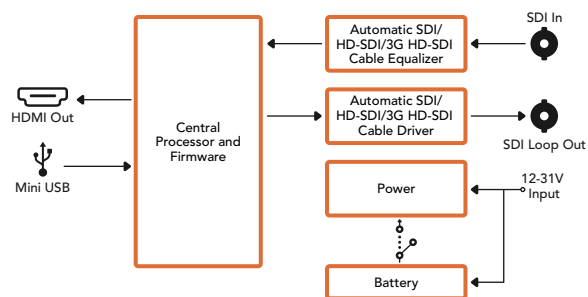 Automatic SDI/
HD-SDI/3G HD-SDI
Cable Equalizer
SDI In
HDMI Out
Central
Processor and
Firmware
Automatic SDI/
HD-SDI/3G HD-SDI
Cable Driver
SDI Loop Out
Mini USB
Power
12-31V
Input
Battery